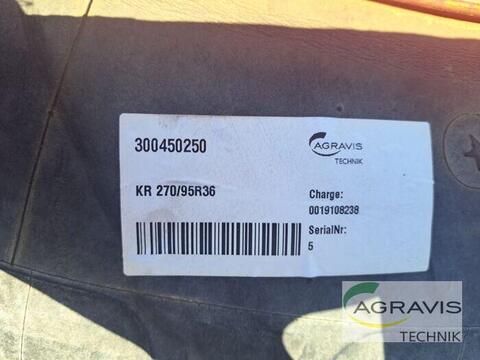 300450250
AGRAVIS
TECHNIK
KR 270/95R36
Charge:
0019108238
SerialNr:
5
AGRAVIS
TECHNIK